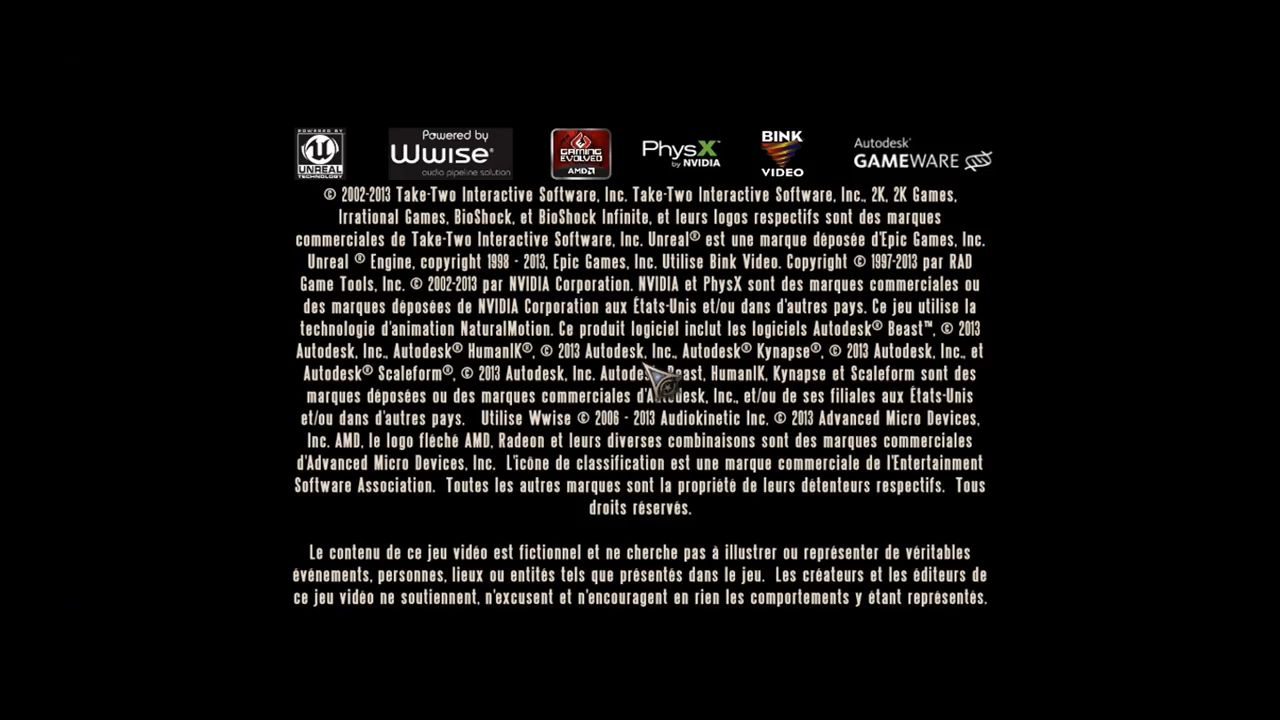 POWERED BY
UNREAL
TECHNOLOGY
Powered by
WWISE®
audio pipeline solution
GAMING
EVOLVED
AMD
PhysX
by NVIDIA
BINK
VIDEO
Autodesk®
GAMEWARE
© 2002-2013 Take-Two Interactive Software, Inc. Take-Two Interactive Software, Inc., 2K, 2K Games,
Irrational Games, BioShock, et BioShock Infinite, et leurs logos respectifs sont des marques
commerciales de Take-Two Interactive Software, Inc. Unreal® est une marque déposée d'Epic Games, Inc.
Unreal ® Engine, copyright 1998 - 2013, Epic Games, Inc. Utilise Bink Video. Copyright © 1997-2013 par RAD
Game Tools, Inc. © 2002-2013 par NVIDIA Corporation. NVIDIA et PhysX sont des marques commerciales ou
des marques déposées de NVIDIA Corporation aux États-Unis et/ou dans d'autres pays. Ce jeu utilise la
technologie d'animation NaturalMotion. Ce produit logiciel inclut les logiciels Autodesk® Beast™, © 2013
Autodesk, Inc., Autodesk® HumanIK®, © 2013 Autodesk, Inc., Autodesk® Kynapse®, © 2013 Autodesk, Inc., et
Autodesk® Scaleform®, © 2013 Autodesk, Inc. Autodesk Beast, HumanIK, Kynapse et Scaleform sont des
marques déposées ou des marques commerciales d'Autodesk, Inc., et/ou de ses filiales aux États-Unis
et/ou dans d'autres pays. Utilise Wwise © 2006 - 2013 Audiokinetic Inc. © 2013 Advanced Micro Devices,
Inc. AMD, le logo fléché AMD, Radeon et leurs diverses combinaisons sont des marques commerciales
d'Advanced Micro Devices, Inc. L'icône de classification est une marque commerciale de l'Entertainment
Software Association. Toutes les autres marques sont la propriété de leurs détenteurs respectifs. Tous
droits réservés.
Le contenu de ce jeu vidéo est fictionnel et ne cherche pas à illustrer ou représenter de véritables
événements, personnes, lieux ou entités tels que présentés dans le jeu. Les créateurs et les éditeurs de
ce jeu vidéo ne soutiennent, n'excusent et n'encouragent en rien les comportements y étant représentés.